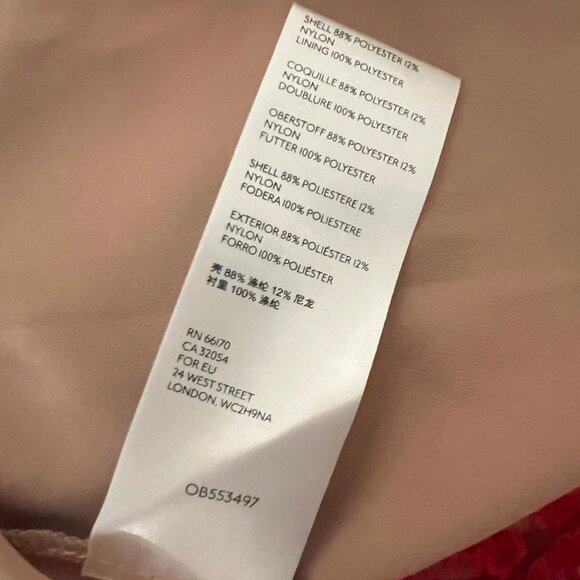 SHELL 88% POLYESTER 12%
NYLON
LINING 100% POLYESTER
COQUILLE 88% POLYESTER 12%
NYLON
DOUBLURE 100% POLYESTER
OBERSTOFF 88% POLYESTER 12%
NYLON
FUTTER 100% POLYESTER
SHELL 88% POLIESTERE 12%
NYLON
FODERA 100% POLIESTERE
EXTERIOR 88% POLIÉSTER 12%
NYLON
FORRO 100% POLIÉSTER
壳 88% 涤纶 12% 尼龙
衬里 100% 涤纶
RN 66170
CA 32054
FOR EU
24 WEST STREET
LONDON, WC2H9NA
OB553497